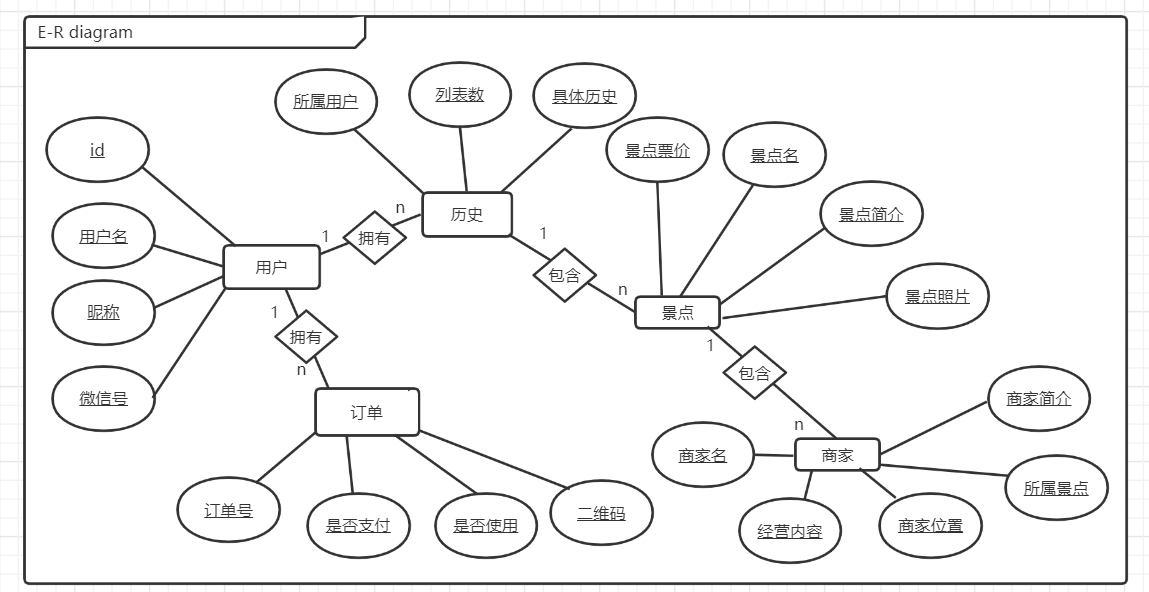 E-R diagram
所属用户
列表数
具体历史
id
景点票价
景点名
用户名
历史
景点简介
n
1
拥有
1
用户
包含
n
昵称
景点
景点照片
1
拥有
n
1
包含
微信号
订单
n
商家简介
商家名
商家
所属景点
订单号
是否支付
是否使用
二维码
经营内容
商家位置